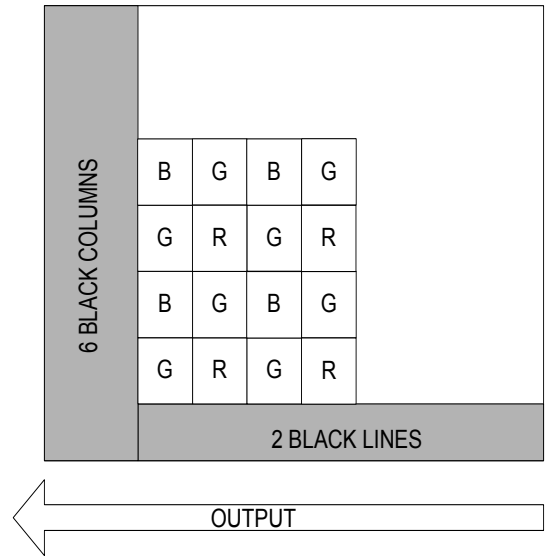 6 BLACK COLUMNS
B G B G
G R G R
B G B G
G R G R
2 BLACK LINES
OUTPUT